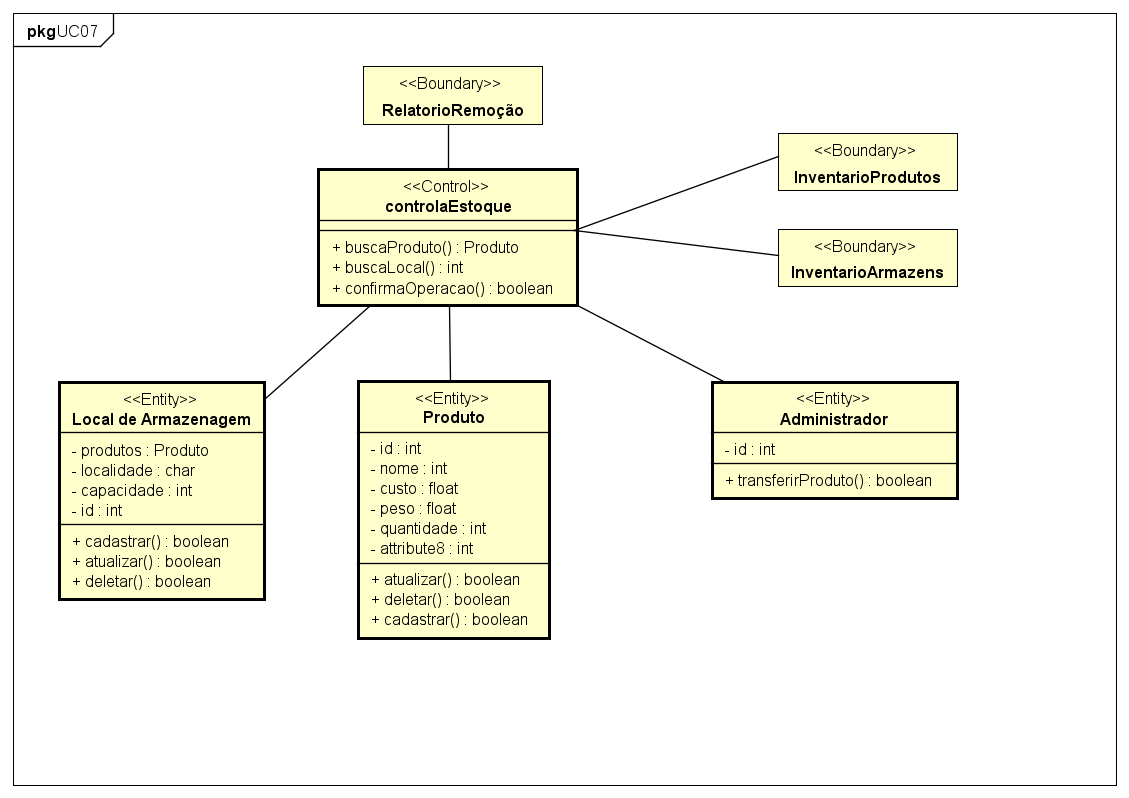 pkg UC07
<<Boundary>>
RelatorioRemoção
<<Boundary>>
InventarioProdutos
<<Control>>
controlaEstoque
+ buscaProduto() : Produto
+ buscaLocal() : int
+ confirmaOperacao() : boolean
<<Boundary>>
InventarioArmazens
<<Entity>>
Local de Armazenagem
- produtos : Produto
- localidade : char
- capacidade : int
- id : int
+ cadastrar() : boolean
+ atualizar() : boolean
+ deletar() : boolean
<<Entity>>
Produto
- id : int
- nome : int
- custo : float
- peso : float
- quantidade : int
- attribute8 : int
+ atualizar() : boolean
+ deletar() : boolean
+ cadastrar() : boolean
<<Entity>>
Administrador
- id : int
+ transferirProduto() : boolean